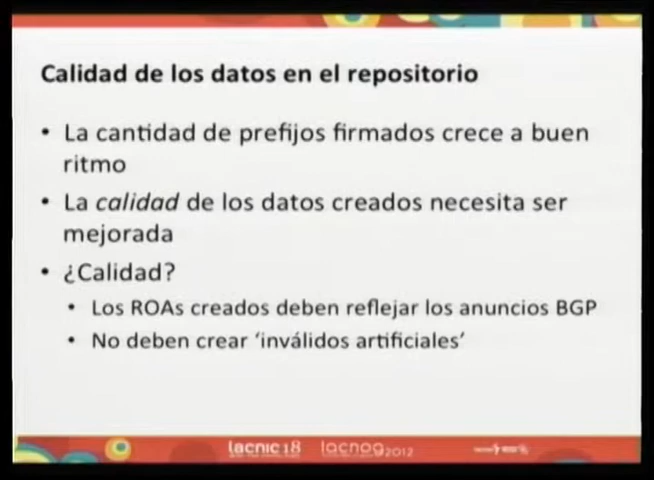 Calidad de los datos en el repositorio
• La cantidad de prefijos firmados crece a buen
ritmo
• La calidad de los datos creados necesita ser
mejorada
• ¿Calidad?
• Los ROAs creados deben reflejar los anuncios BGP
• No deben crear ‘inválidos artificiales’
lacnic18 lacnog2012